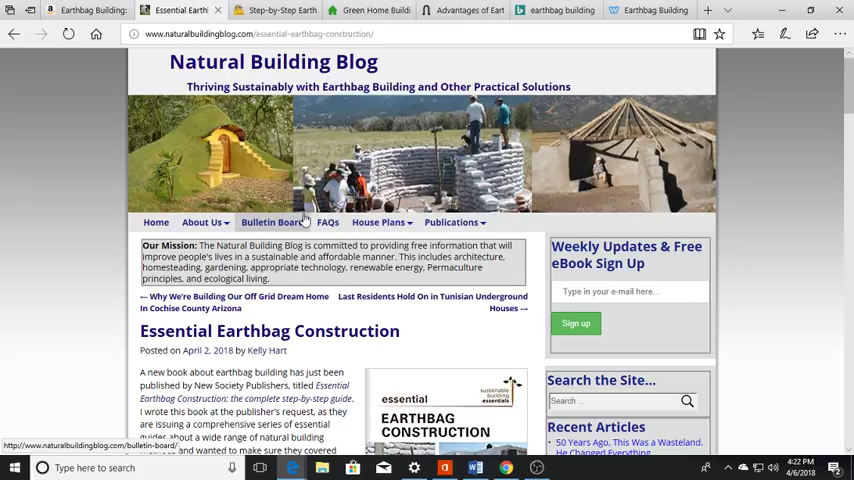 Earthbag Building:
Essential Earthl
Step-by-Step Earth
Green Home Buildi
Advantages of Eart
earthbag building
Earthbag Building
www.naturalbuildingblog.com/essential-earthbag-construction/
Natural Building Blog
Thriving Sustainably with Earthbag Building and Other Practical Solutions
Home About Us Bulletin Board FAQs House Plans Publications
Our Mission: The Natural Building Blog is committed to providing free information that will
improve people's lives in a sustainable and affordable manner. This includes architecture,
homesteading, gardening, appropriate technology, renewable energy, Permaculture
principles, and ecological living.
← Why We're Building Our Off Grid Dream Home
In Cochise County Arizona
Last Residents Hold On in Tunisian Underground
Houses →
Essential Earthbag Construction
Posted on April 2, 2018 by Kelly Hart
A new book about earthbag building has just been
published by New Society Publishers, titled Essential
Earthbag Construction: the complete step-by-step guide.
I wrote this book at the publisher's request, as they
are issuing a comprehensive series of essential
guides about a wide range of natural building
and wanted to make sure they covered
essential
sustainable
building
essentials
EARTHBAG
CONSTRUCTION
Weekly Updates & Free
eBook Sign Up
Type in your e-mail here...
Sign up
Search the Site...
Search ...
Recent Articles
50 Years Ago, This Was a Wasteland.
He Changed Everything
http://www.naturalbuildingblog.com/bulletin-board/
Type here to search
4:22 PM
4/6/2018
2